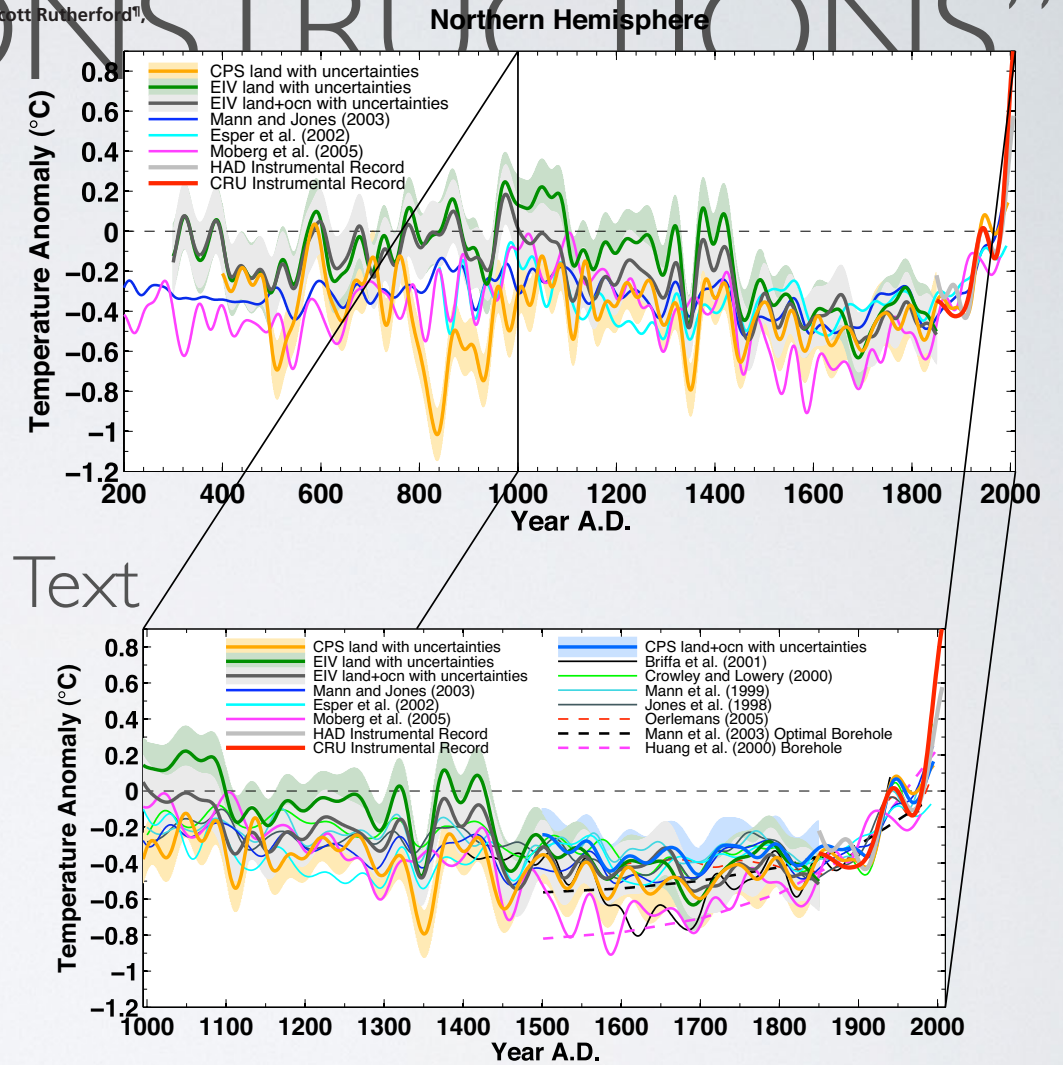 cott Rutherford¶,
ONSTRUCTIONS”
Northern Hemisphere
0.8
0.6
0.4
0.2
0
−0.2
−0.4
−0.6
−0.8
−1
−1.2
Temperature Anomaly (°C)
CPS land with uncertainties
EIV land with uncertainties
EIV land+ocn with uncertainties
Mann and Jones (2003)
Esper et al. (2002)
Moberg et al. (2005)
HAD Instrumental Record
CRU Instrumental Record
200 400 600 800 1000 1200 1400 1600 1800 2000
Year A.D.
Text
0.8
0.6
0.4
0.2
0
−0.2
−0.4
−0.6
−0.8
−1
−1.2
Temperature Anomaly (°C)
CPS land with uncertainties
EIV land with uncertainties
EIV land+ocn with uncertainties
Mann and Jones (2003)
Esper et al. (2002)
Moberg et al. (2005)
HAD Instrumental Record
CRU Instrumental Record
CPS land+ocn with uncertainties
Briffa et al. (2001)
Crowley and Lowery (2000)
Mann et al. (1999)
Jones et al. (1998)
Oerlemans (2005)
Mann et al. (2003) Optimal Borehole
Huang et al. (2000) Borehole
1000 1100 1200 1300 1400 1500 1600 1700 1800 1900 2000
Year A.D.